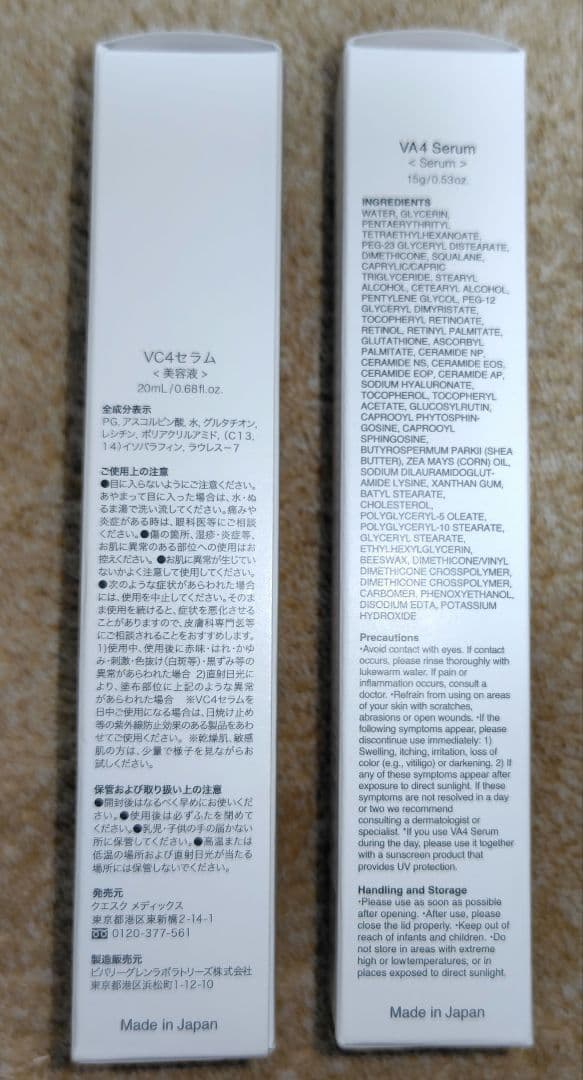 VC4セラム
< 美容液 >
20mL / 0.68fl.oz.
全成分表示
PG、アスコルビン酸、水、グルタチオン、
レシチン、ポリアクリルアミド、(C13、
14)イソパラフィン、ラウレス-7
ご使用上の注意
●目に入らないようにご注意ください。
あやまって目に入った場合は、水・ぬ
るま湯で洗い流してください。痛みや
炎症がある時は、眼科医等にご相談
ください。●傷の箇所、湿疹・炎症等、
お肌に異常のある部位への使用はお
控えください。●お肌に異常が生じてい
ないかよく注意して使用してください。
●次のような症状があらわれた場合
には、使用を中止してください。そのま
ま使用を続けると、症状を悪化させる
ことがありますので、皮膚科専門医等
にご相談されることをおすすめします。
1)使用中、使用後に赤味・はれ・かゆ
み・刺激・色抜け(白斑等)・黒ずみ等の
異常があらわれた場合 2)直射日光に
より、塗布部位に上記のような異常
があらわれた場合 ※VC4セラムを
日中ご使用になる場合は、日焼け止め
等の紫外線防止効果のある製品をあわ
せてご使用ください。※乾燥肌、敏感
肌の方は、少量で様子を見ながらお
試しください。
保管および取り扱い上の注意
●開封後はなるべく早めにお使いくだ
さい。●使用後は必ずふたを閉めて
ください。●乳児・子供の手の届かない
所に保管してください。●高温または
低温の場所および直射日光が当たる
場所には保管しないでください。
発売元
クエスク メディックス
東京都港区東新橋2-14-1
0120-377-561
製造販売元
ビバリーグレンラボラトリーズ株式会社
東京都港区浜松町1-12-10
Made in Japan
VA4 Serum
< Serum >
15g/0.53oz.
INGREDIENTS
WATER, GLYCERIN,
PENTAERYTHRITYL
TETRAETHYLHEXANOATE,
PEG-23 GLYCERYL DISTEARATE,
DIMETHICONE, SQUALANE,
CAPRYLIC/CAPRIC
TRIGLYCERIDE, STEARYL
ALCOHOL, CETEARYL ALCOHOL,
PENTYLENE GLYCOL, PEG-12
GLYCERYL DIMYRISTATE,
TOCOPHERYL RETINOATE,
RETINOL, RETINYL PALMITATE,
GLUTATHIONE, ASCORBYL
PALMITATE, CERAMIDE NP,
CERAMIDE NS, CERAMIDE EOS,
CERAMIDE EOP, CERAMIDE AP,
SODIUM HYALURONATE,
TOCOPHEROL, TOCOPHERYL
ACETATE, GLUCOSYLRUTIN,
CAPROOYL PHYTOSPHIN-
GOSINE, CAPROOYL
SPHINGOSINE,
BUTYROSPERMUM PARKII (SHEA
BUTTER), ZEA MAYS (CORN) OIL,
SODIUM DILAURAMIDOGLUT-
AMIDE LYSINE, XANTHAN GUM,
BATYL STEARATE,
CHOLESTEROL,
POLYGLYCERYL-5 OLEATE,
POLYGLYCERYL-10 STEARATE,
GLYCERYL STEARATE,
ETHYLHEXYLGLYCERIN,
BEESWAX, DIMETHICONE/VINYL
DIMETHICONE CROSSPOLYMER,
DIMETHICONE CROSSPOLYMER,
CARBOMER, PHENOXYETHANOL,
DISODIUM EDTA, POTASSIUM
HYDROXIDE
Precautions
•Avoid contact with eyes. If contact
occurs, please rinse thoroughly with
lukewarm water. If pain or
inflammation occurs, consult a
doctor. •Refrain from using on areas
of your skin with scratches,
abrasions or open wounds. •If the
following symptoms appear, please
discontinue use immediately: 1)
Swelling, itching, irritation, loss of
color (e.g., vitiligo) or darkening. 2) If
any of these symptoms appear after
exposure to direct sunlight. If these
symptoms are not resolved in a day
or two we recommend
consulting a dermatologist or
specialist. *If you use VA4 Serum
during the day, please use it together
with a sunscreen product that
provides UV protection.
Handling and Storage
•Please use as soon as possible
after opening. •After use, please
close the lid properly. •Keep out of
reach of infants and children. •Do
not store in areas with extreme
high or lowtemperatures, or in
places exposed to direct sunlight.
Made in Japan